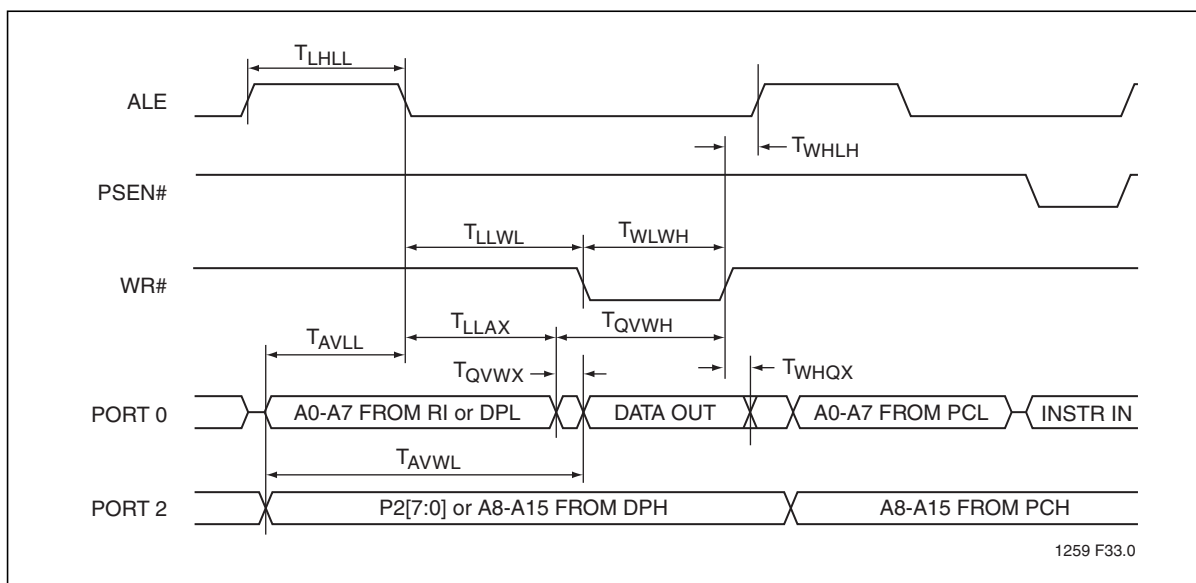 TLHLL
ALE
TWHLH
PSEN#
TLLWL TWLWH
WR#
TLLAX TQVWH
TAVLL
TQVWX TWHQX
PORT 0 A0-A7 FROM RI or DPL DATA OUT A0-A7 FROM PCL INSTR IN
TAVWL
PORT 2 P2[7:0] or A8-A15 FROM DPH A8-A15 FROM PCH
1259 F33.0